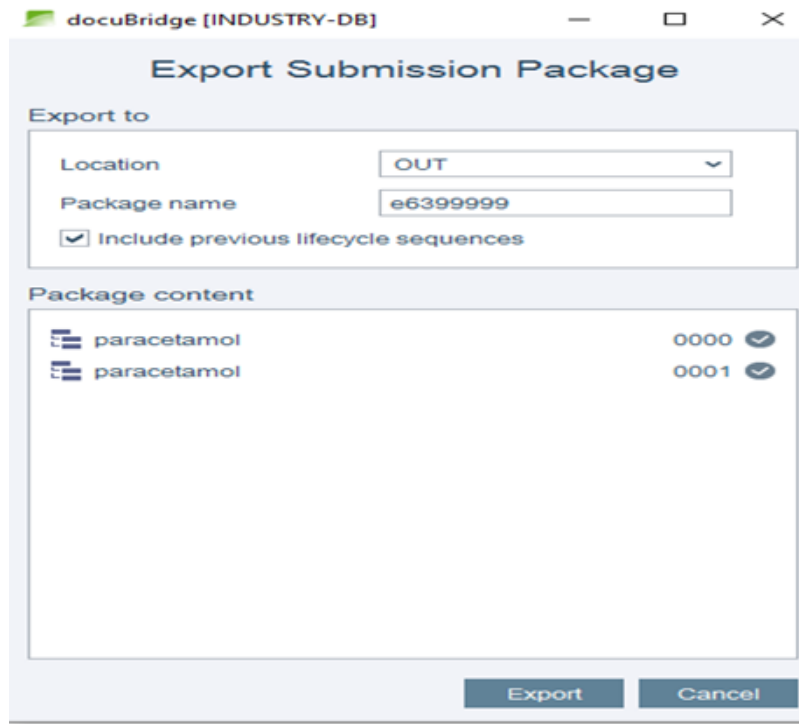 docuBridge [INDUSTRY-DB]
Export Submission Package
Export to
Location OUT
Package name e6399999
Include previous lifecycle sequences
Package content
paracetamol 0000
paracetamol 0001
Export Cancel